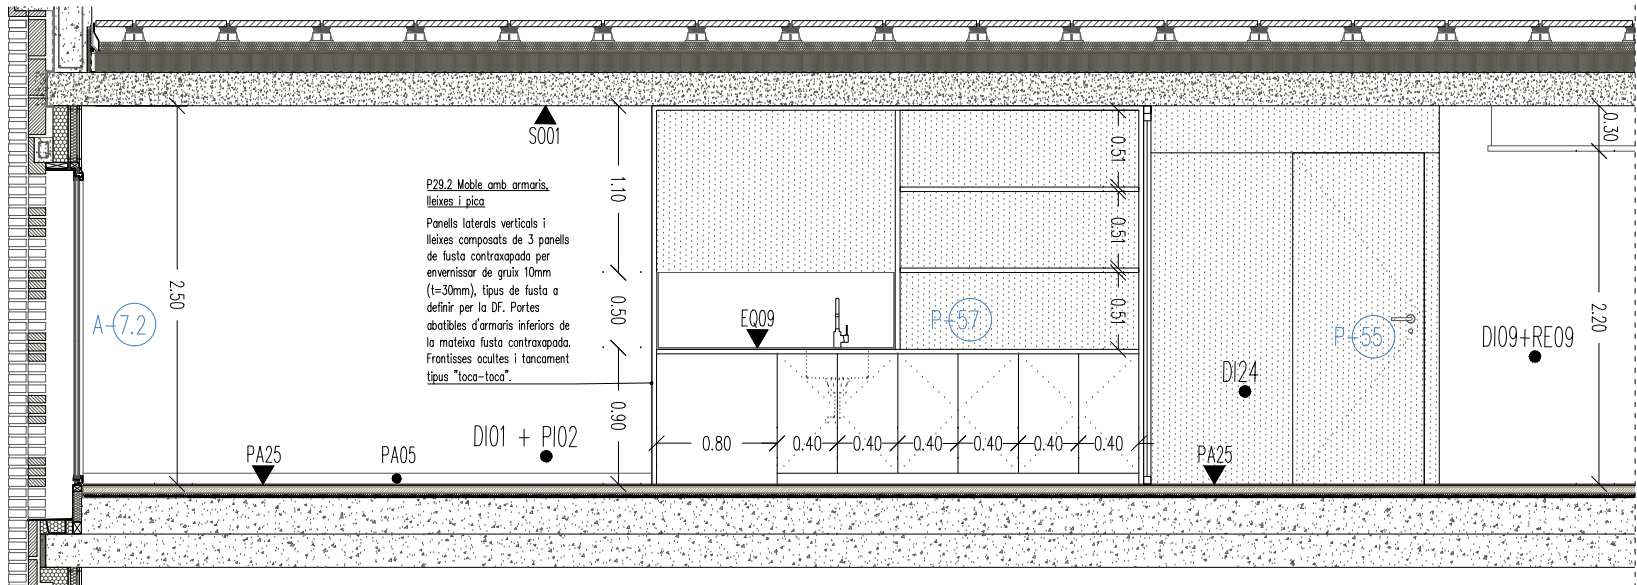 S001
P29.2 Moble amb armaris,
lleixes i pica
Panells laterals verticals i
lleixes composats de 3 panells
de fusta contraxapada per
envernissar de gruix 10mm
(t=30mm), tipus de fusta a
definir per la DF. Portes
abatibles d'armaris inferiors de
la mateixa fusta contraxapada.
Frontisses ocultes i tancament
tipus "toca-toca".
2.50
A-7.2
PA25
PA05
DI01 + PI02
1.10
0.50
0.90
EQ09
P-57
0.51
0.51
0.51
0.80
0.40
0.40
0.40
0.40
0.40
0.40
DI24
PA25
P-55
DI09+RE09
0.30
2.20